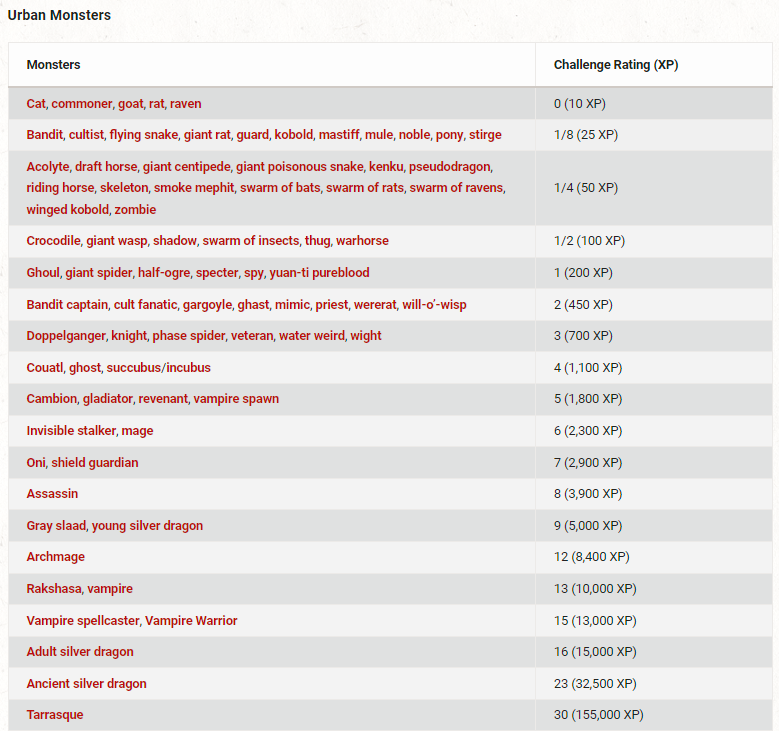 Urban Monsters
Monsters Challenge Rating (XP)
Cat, commoner, goat, rat, raven 0 (10 XP)
Bandit, cultist, flying snake, giant rat, guard, kobold, mastiff, mule, noble, pony, stirge 1/8 (25 XP)
Acolyte, draft horse, giant centipede, giant poisonous snake, kenku, pseudodragon,
riding horse, skeleton, smoke mephit, swarm of bats, swarm of rats, swarm of ravens, 1/4 (50 XP)
winged kobold, zombie
Crocodile, giant wasp, shadow, swarm of insects, thug, warhorse 1/2 (100 XP)
Ghoul, giant spider, half-ogre, specter, spy, yuan-ti pureblood 1 (200 XP)
Bandit captain, cult fanatic, gargoyle, ghast, mimic, priest, wererat, will-o'-wisp 2 (450 XP)
Doppelganger, knight, phase spider, veteran, water weird, wight 3 (700 XP)
Couatl, ghost, succubus/incubus 4 (1,100 XP)
Cambion, gladiator, revenant, vampire spawn 5 (1,800 XP)
Invisible stalker, mage 6 (2,300 XP)
Oni, shield guardian 7 (2,900 XP)
Assassin 8 (3,900 XP)
Gray slaad, young silver dragon 9 (5,000 XP)
Archmage 12 (8,400 XP)
Rakshasa, vampire 13 (10,000 XP)
Vampire spellcaster, Vampire Warrior 15 (13,000 XP)
Adult silver dragon 16 (15,000 XP)
Ancient silver dragon 23 (32,500 XP)
Tarrasque 30 (155,000 XP)